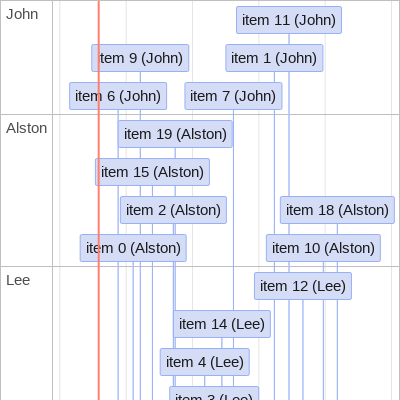 John
item 11 (John)
item 9 (John)
item 1 (John)
item 6 (John)
item 7 (John)
Alston
item 19 (Alston)
item 15 (Alston)
item 2 (Alston)
item 18 (Alston)
item 0 (Alston)
item 10 (Alston)
Lee
item 12 (Lee)
item 14 (Lee)
item 4 (Lee)
item 3 (Lee)